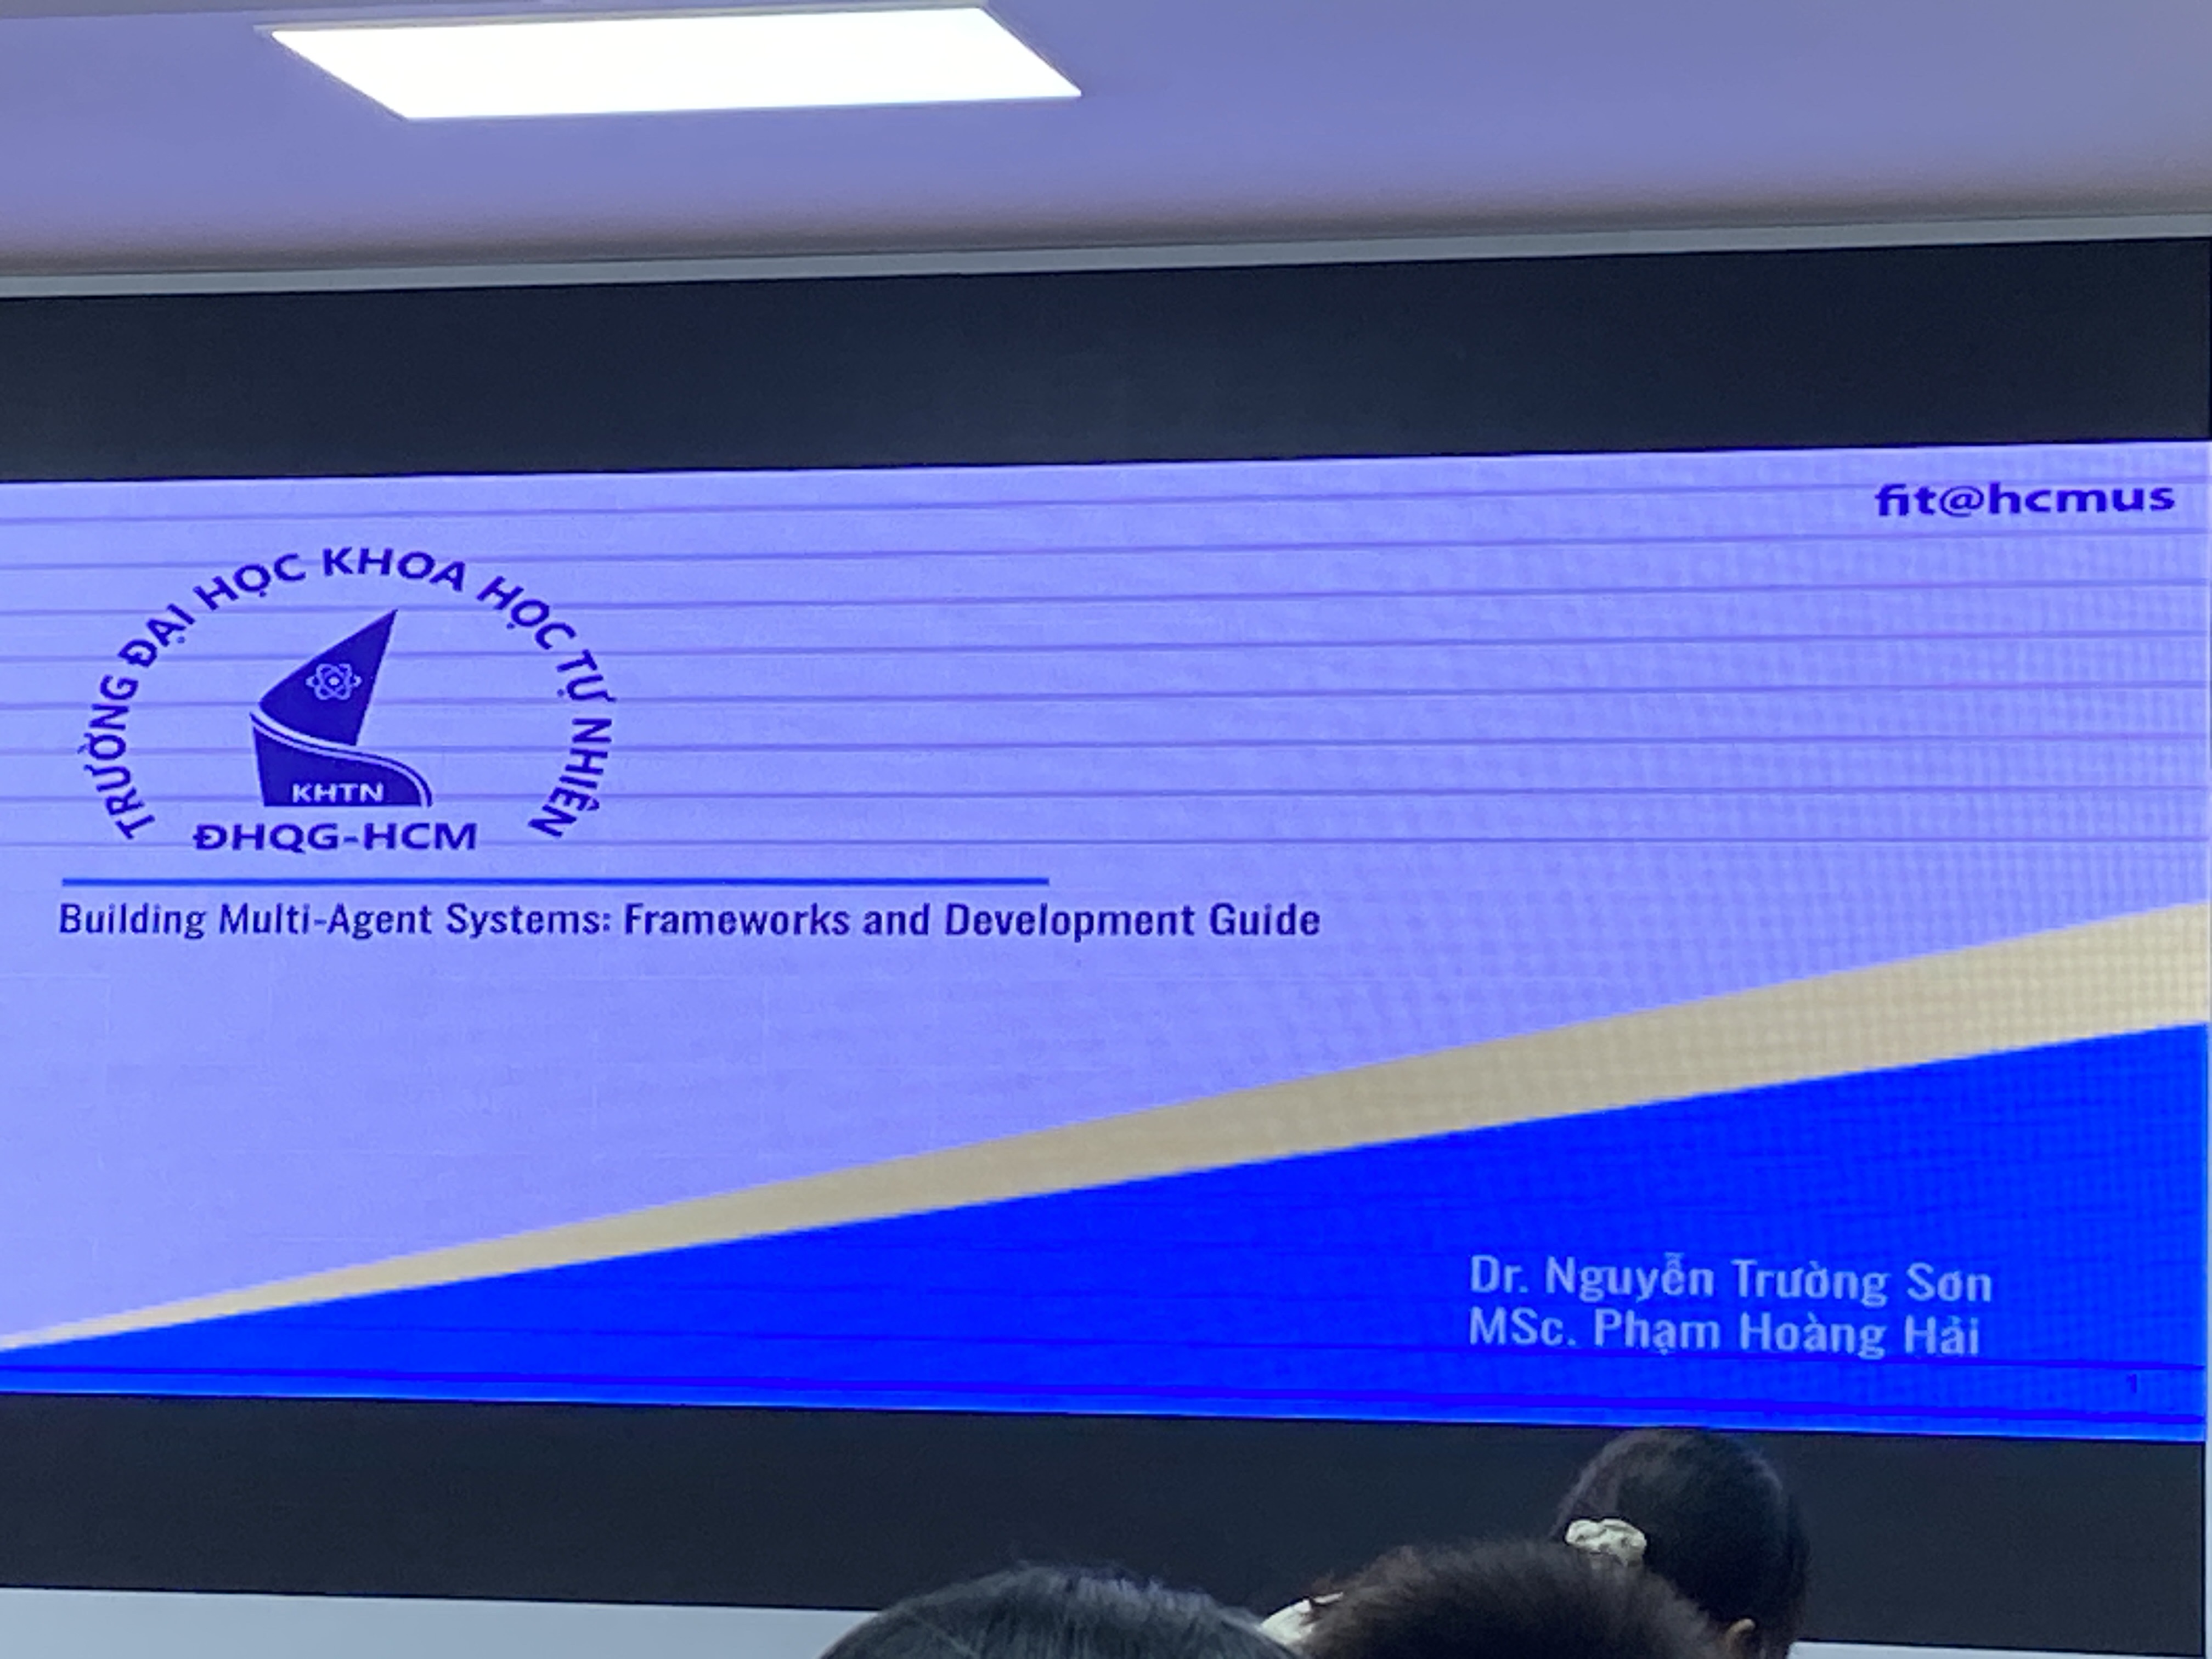 fit@hcmus
TRƯỜNG ĐẠI HỌC KHOA HỌC TỰ NHIÊN
KHTN
ĐHQG-HCM
Building Multi-Agent Systems: Frameworks and Development Guide
Dr. Nguyễn Trường Sơn
MSc. Phạm Hoàng Hải
1